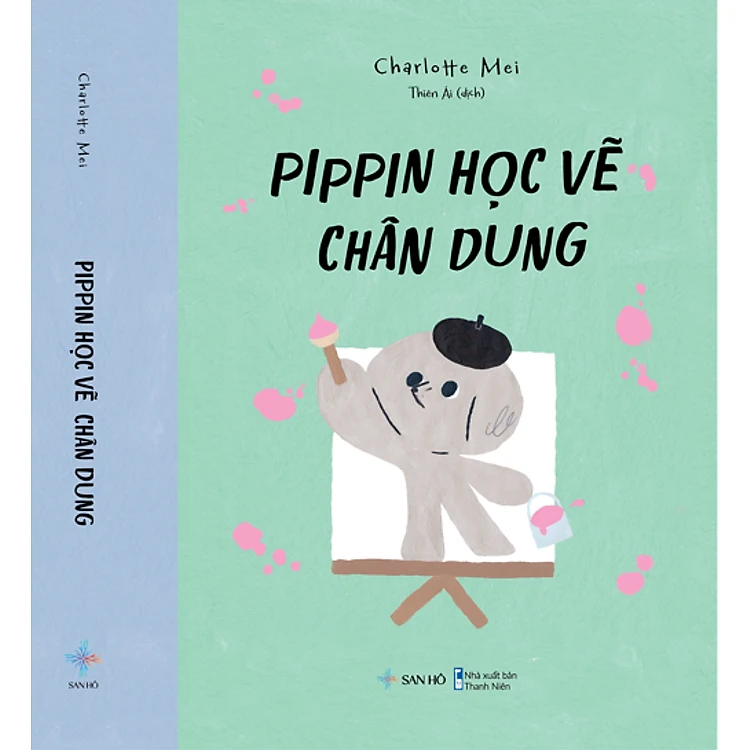 Charlotte Mei
PIPPIN HỌC VẼ CHÂN DUNG
SAN HÔ
Charlotte Mei
Thiên Ái (dịch)
PIPPIN HỌC VẼ
CHÂN DUNG
SAN HÔ
Nhà xuất bản
Thanh Niên